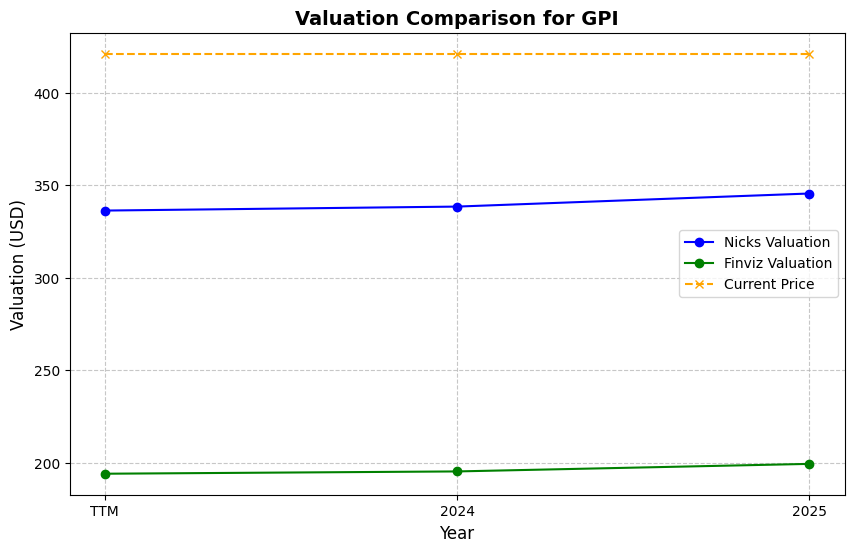 Valuation Comparison for GPI
Valuation (USD)
400
350
300
250
200
TTM
2024
2025
Year
Nicks Valuation
Finviz Valuation
Current Price